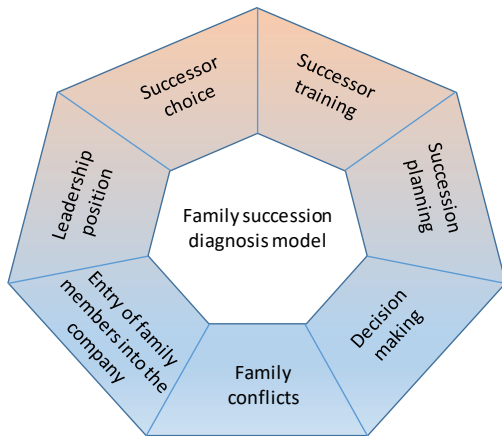 Successor
choice
Successor
training
Succession
planning
Decision
making
Family
conflicts
Entry of family
members into the
company
Leadership
position
Family succession
diagnosis model